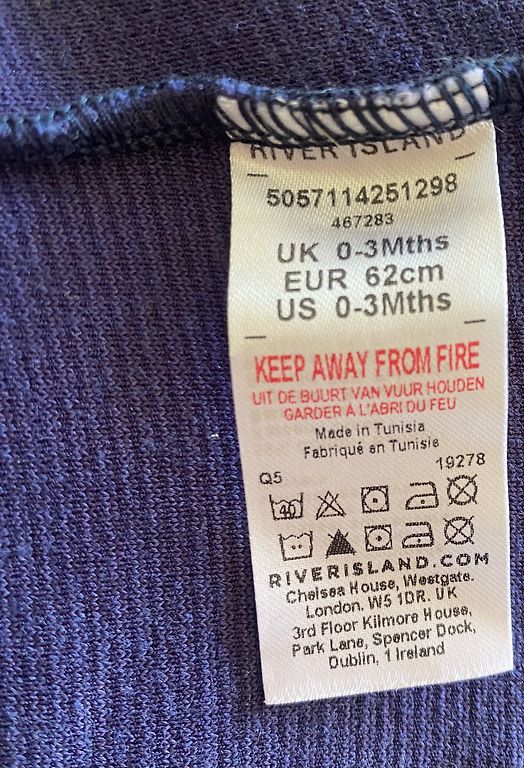 RIVER ISLAND
5057114251298
467283
UK 0-3Mths
EUR 62cm
US 0-3Mths
KEEP AWAY FROM FIRE
UIT DE BUURT VAN VUUR HOUDEN
GARDER À L'ABRI DU FEU
Made in Tunisia
Fabriqué en Tunisie
Q5 19278
40
RIVERISLAND.COM
Chelsea House, Westgate.
London. W5 1DR. UK
3rd Floor Kilmore House,
Park Lane, Spencer Dock,
Dublin, 1 Ireland